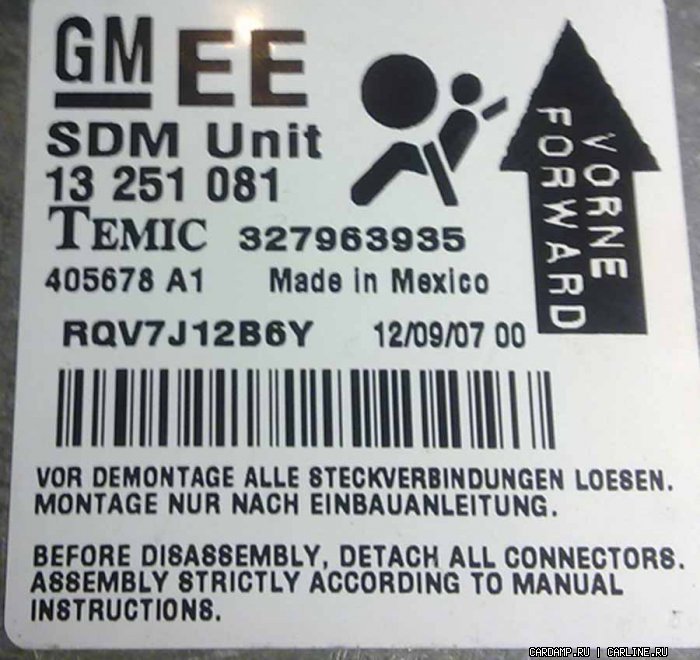 GM EE
SDM Unit
13 251 081
TEMIC 327963935
405678 A1 Made in Mexico
RQV7J12B6Y 12/09/07 00
VORNE
FORWARD
VOR DEMONTAGE ALLE STECKVERBINDUNGEN LOESEN.
MONTAGE NUR NACH EINBAUANLEITUNG.
BEFORE DISASSEMBLY, DETACH ALL CONNECTORS.
ASSEMBLY STRICTLY ACCORDING TO MANUAL
INSTRUCTIONS.
CARDAMP.RU | CARLINE.RU